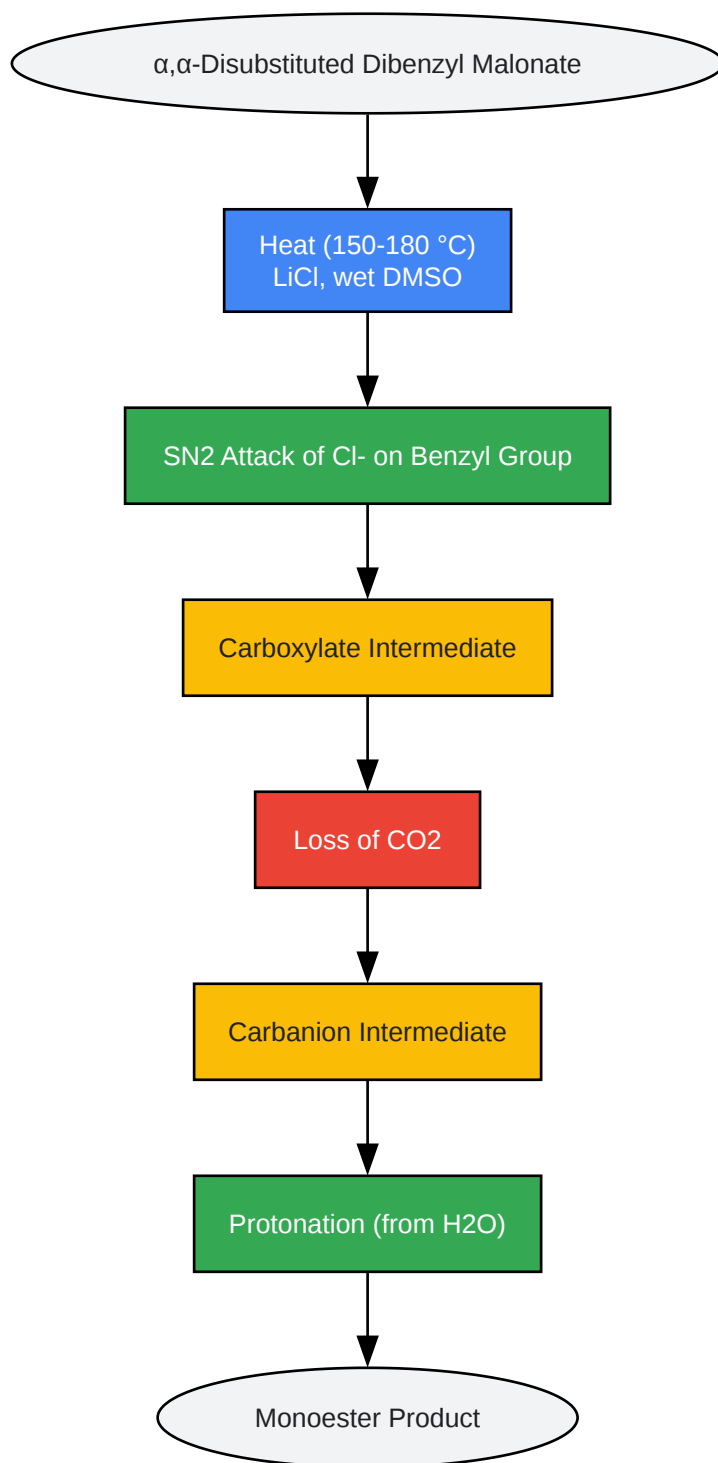 α,α-Disubstituted Dibenzyl Malonate
Heat (150-180 °C)
LiCl, wet DMSO
SN2 Attack of Cl- on Benzyl Group
Carboxylate Intermediate
Loss of CO2
Carbanion Intermediate
Protonation (from H2O)
Monoester Product